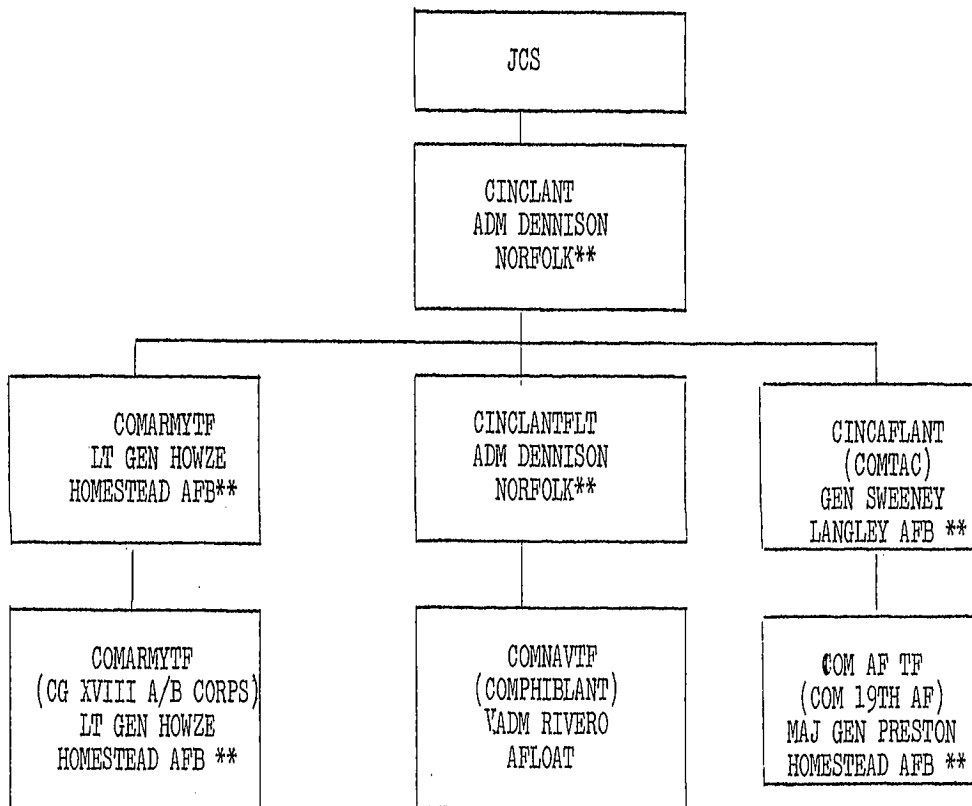 JCS
CINCLANT
ADM DENNISON
NORFOLK**
COMARMYTF
LT GEN HOWZE
HOMESTEAD AFB**
CINCLANTFLT
ADM DENNISON
NORFOLK**
CINCAFLANT
(COMTAC)
GEN SWEENEY
LANGLEY AFB **
COMARMYTF
(CG XVIII A/B CORPS)
LT GEN HOWZE
HOMESTEAD AFB **
COMNAVTF
(COMPHIBLANT)
VADM RIVERO
AFLOAT
COM AF TF
(COM 19TH AF)
MAJ GEN PRESTON
HOMESTEAD AFB **